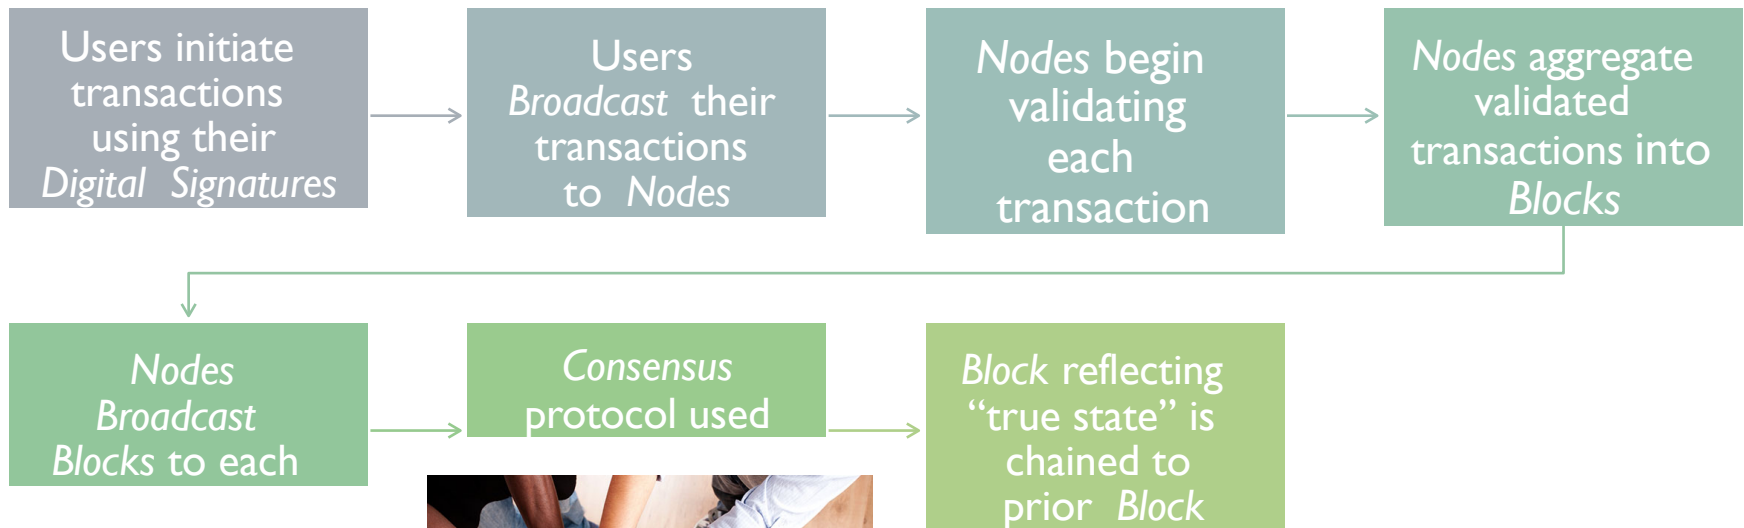 Users initiate
transactions
using their
Digital Signatures
Users
Broadcast their
transactions
to Nodes
Nodes begin
validating
each
transaction
Nodes aggregate
validated
transactions into
Blocks
Nodes
Broadcast
Blocks to each
Consensus
protocol used
Block reflecting
“true state” is
chained to
prior Block